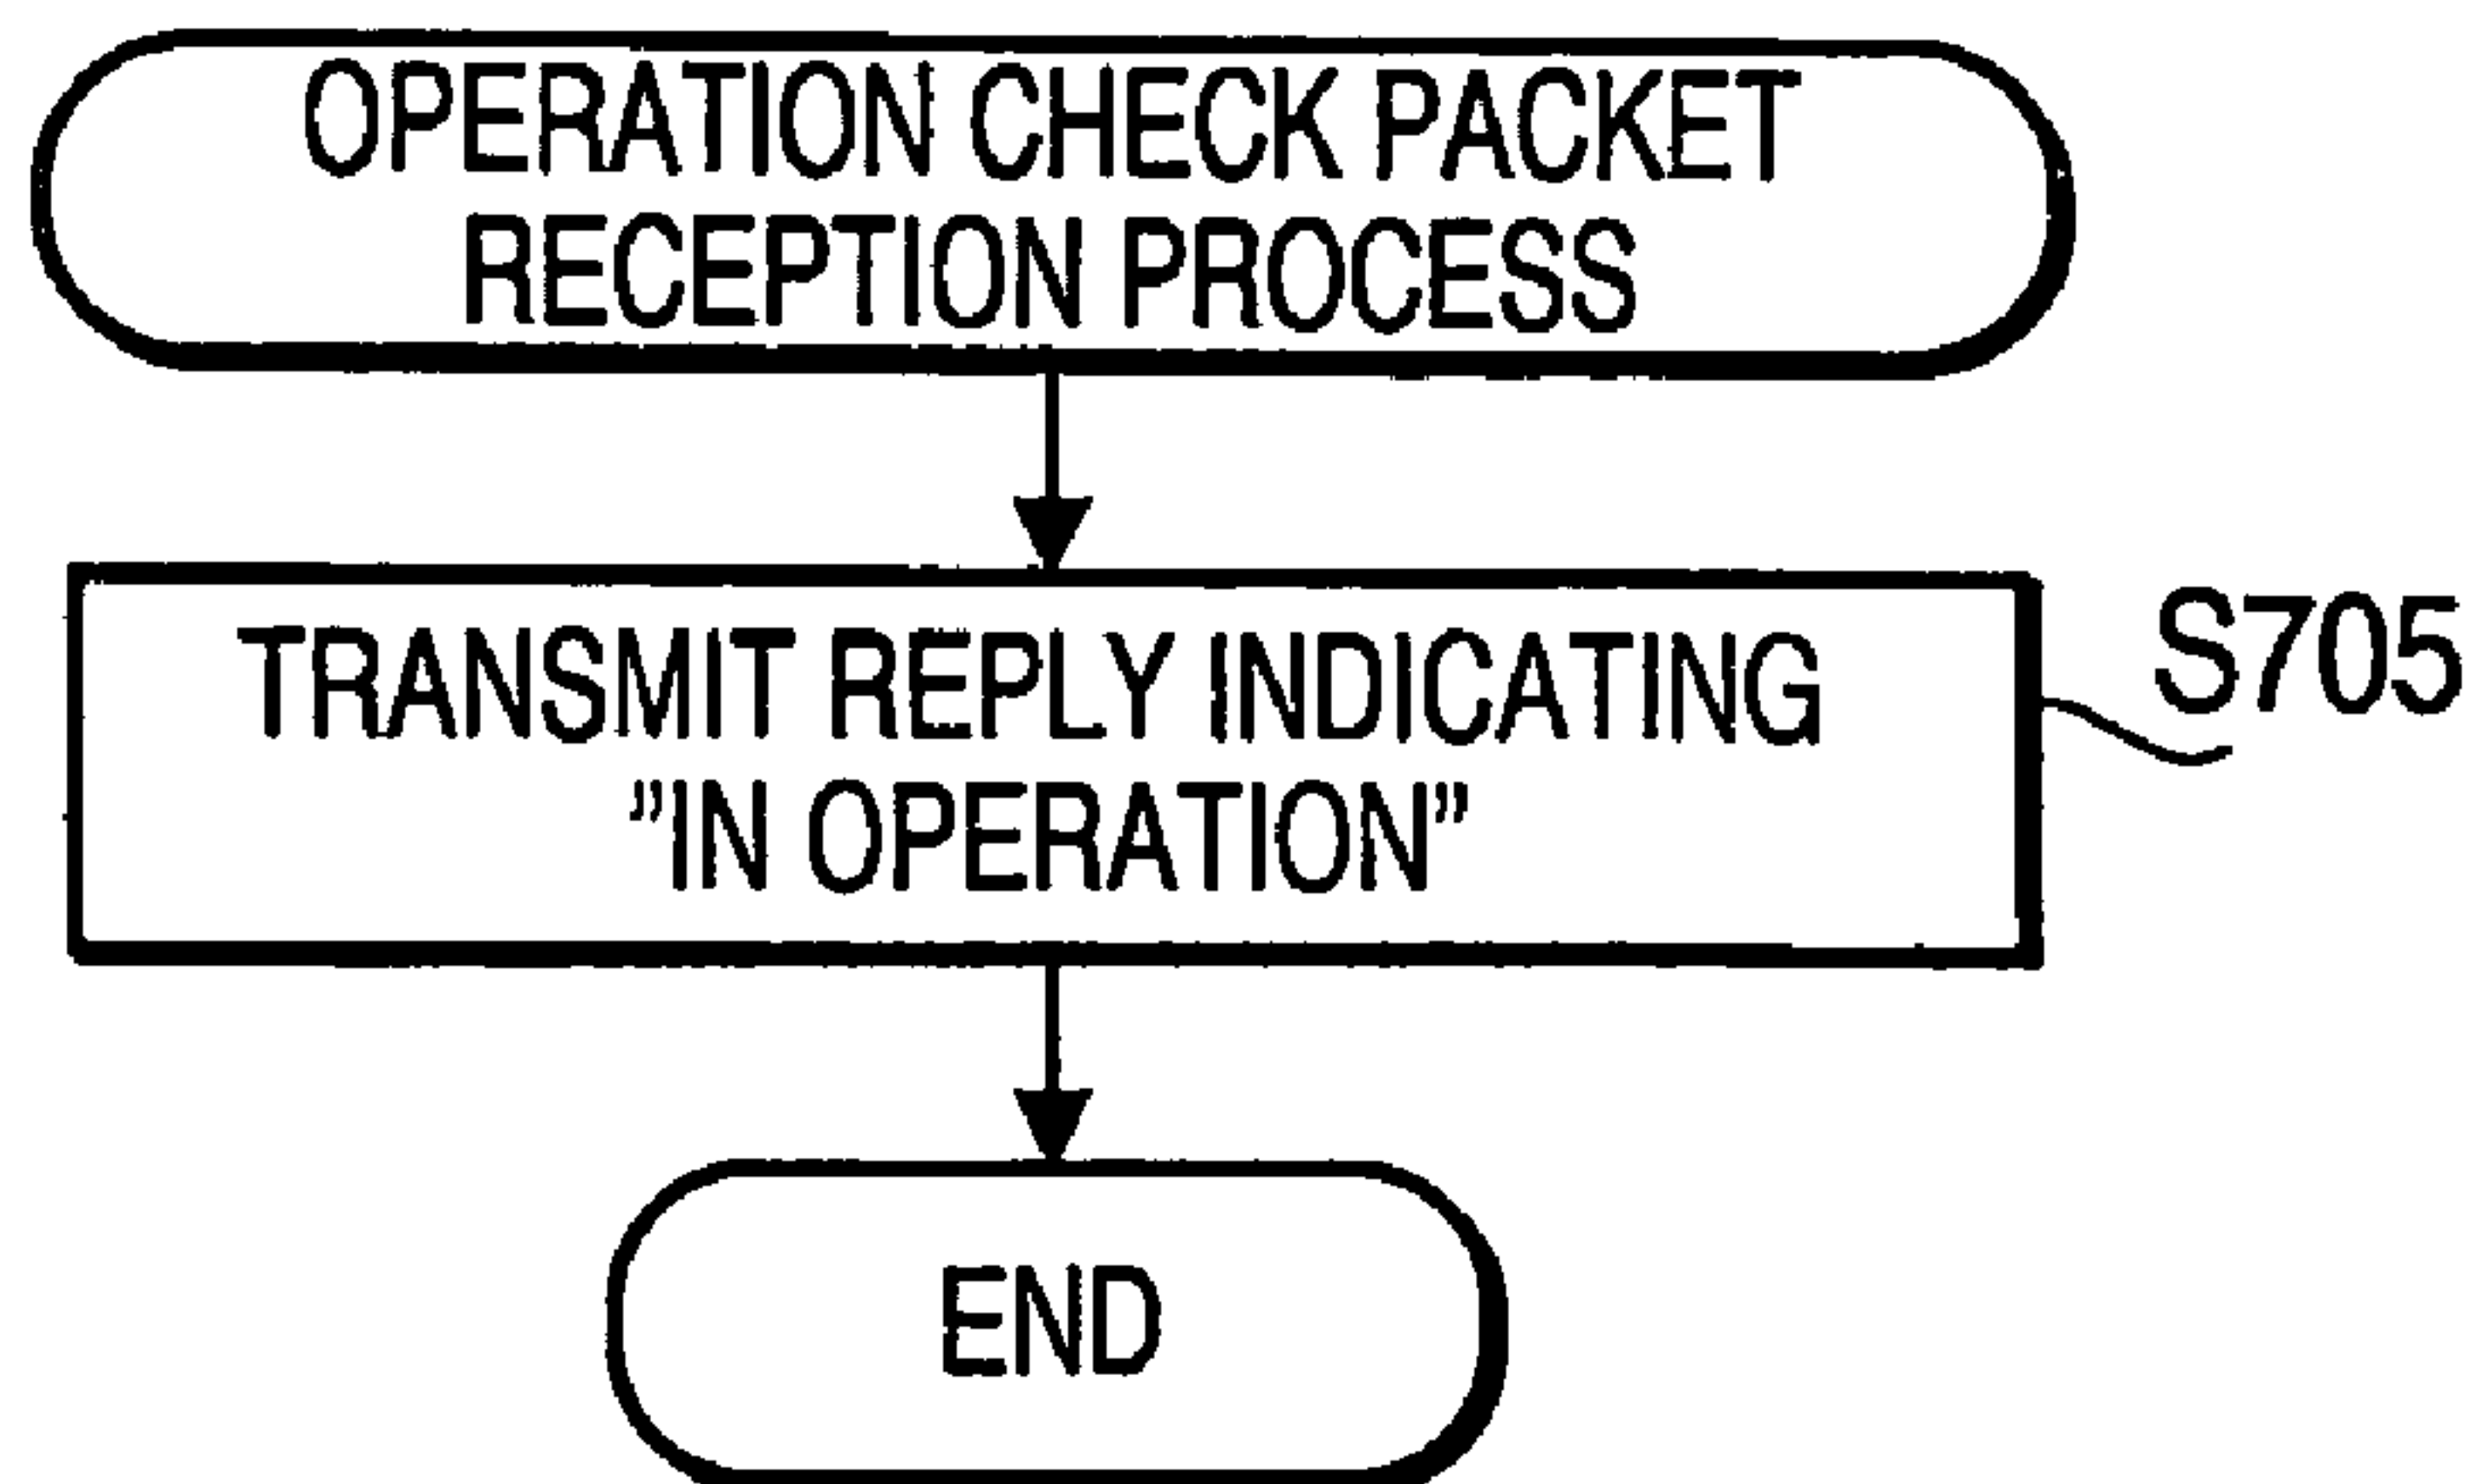 OPERATION CHECK PACKET
RECEPTION PROCESS
TRANSMIT REPLY INDICATING
”IN OPERATION”
S705
END